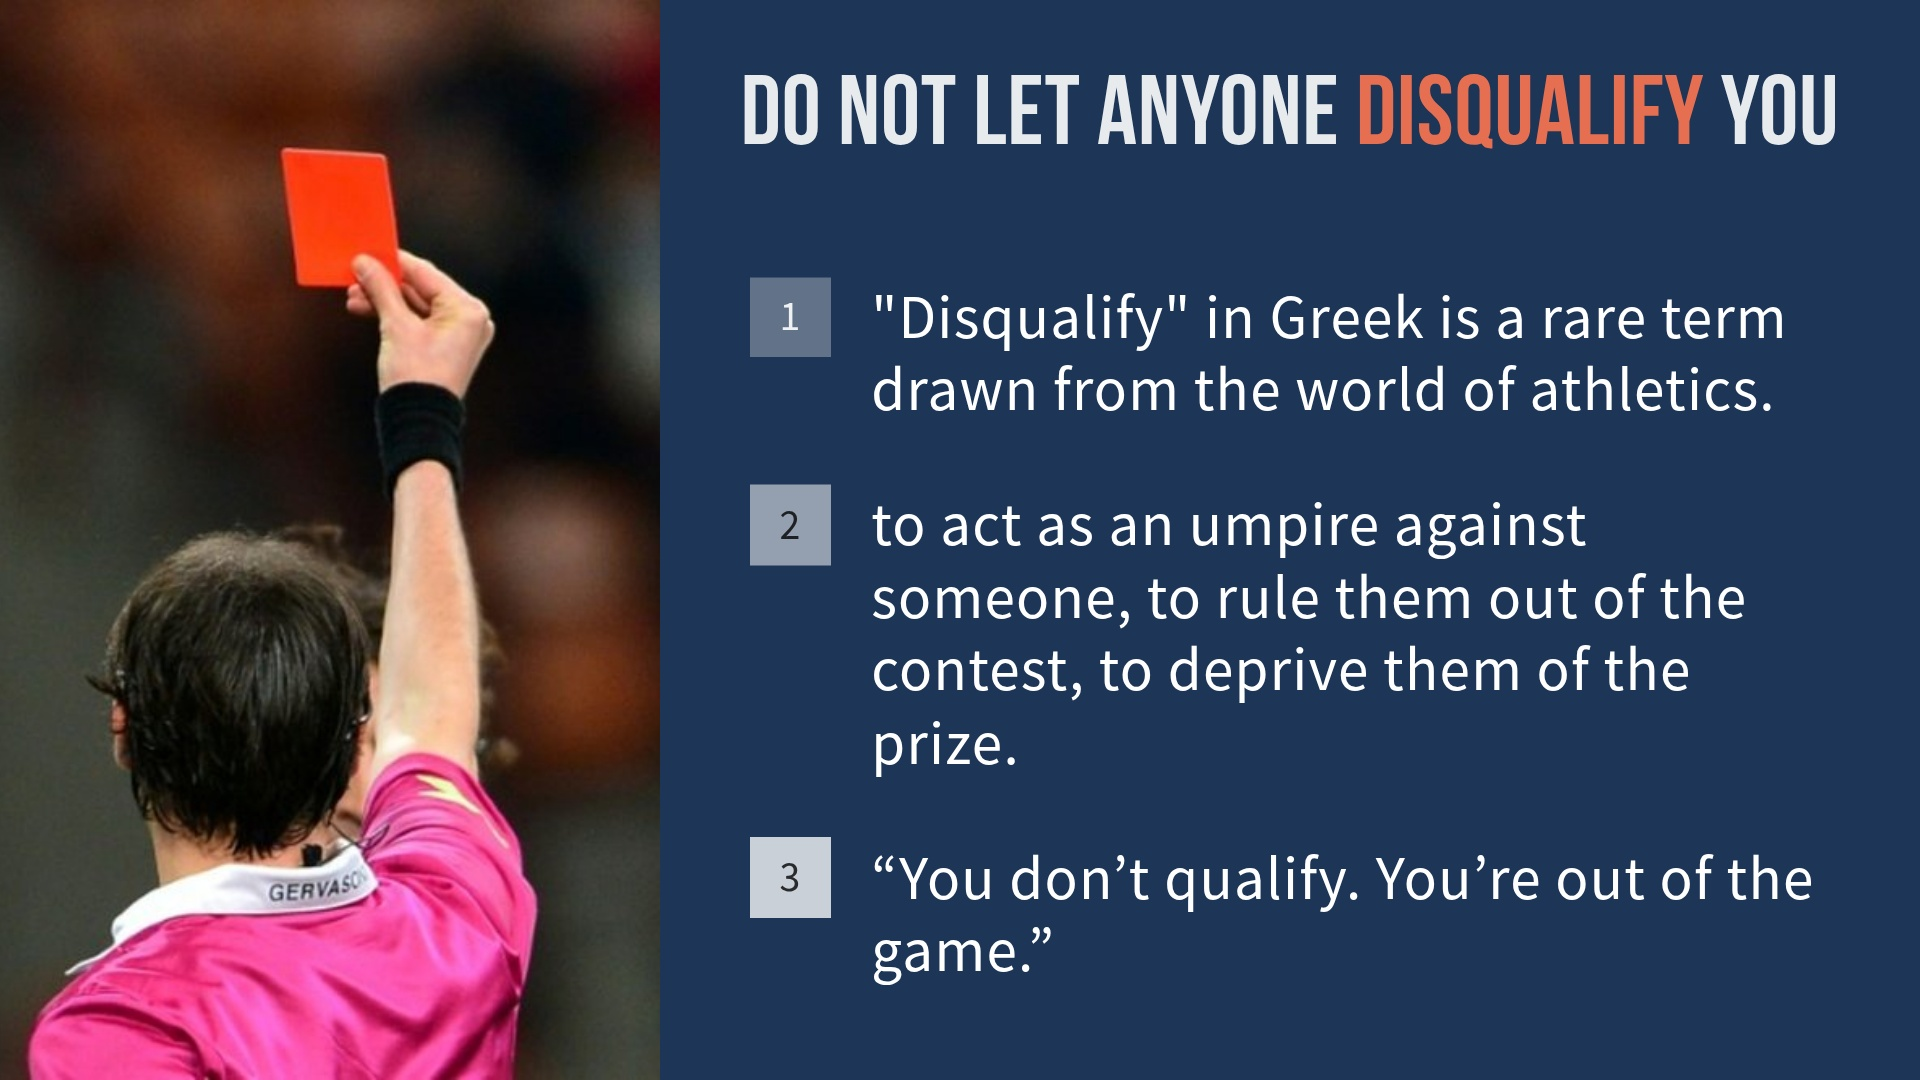 DO NOT LET ANYONE DISQUALIFY YOU
1
"Disqualify" in Greek is a rare term
drawn from the world of athletics.
2
to act as an umpire against
someone, to rule them out of the
contest, to deprive them of the
prize.
3
“You don’t qualify. You’re out of the
game.”